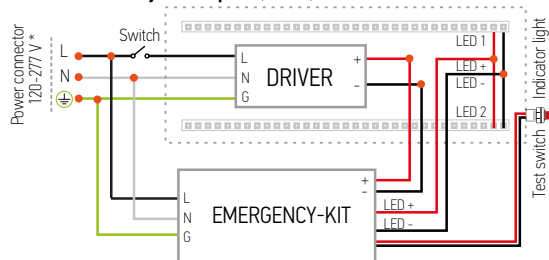 Power connector
120-277 V *
L
N
Switch
L
N
G
DRIVER
+
-
LED 1
LED +
LED -
LED 2
Test switch
Indicator light
L
N
G
EMERGENCY-KIT
+
-
LED +
LED -